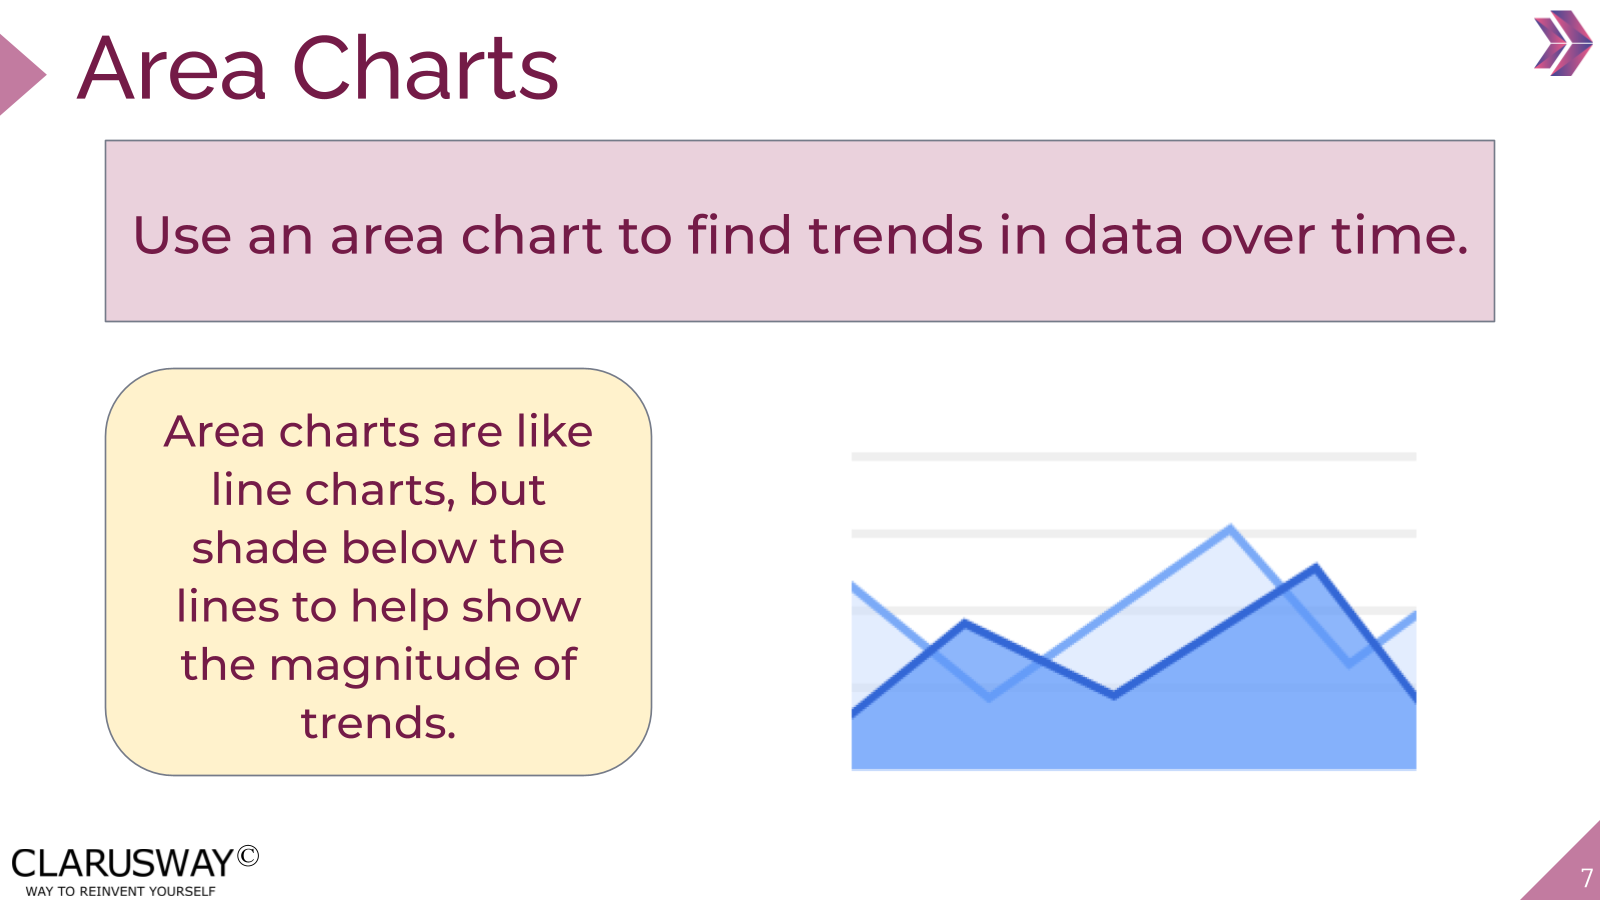 Area Charts
Use an area chart to find trends in data over time.
Area charts are like
line charts, but
shade below the
lines to help show
the magnitude of
trends.
CLARUSWAY©
WAY TO REINVENT YOURSELF
7